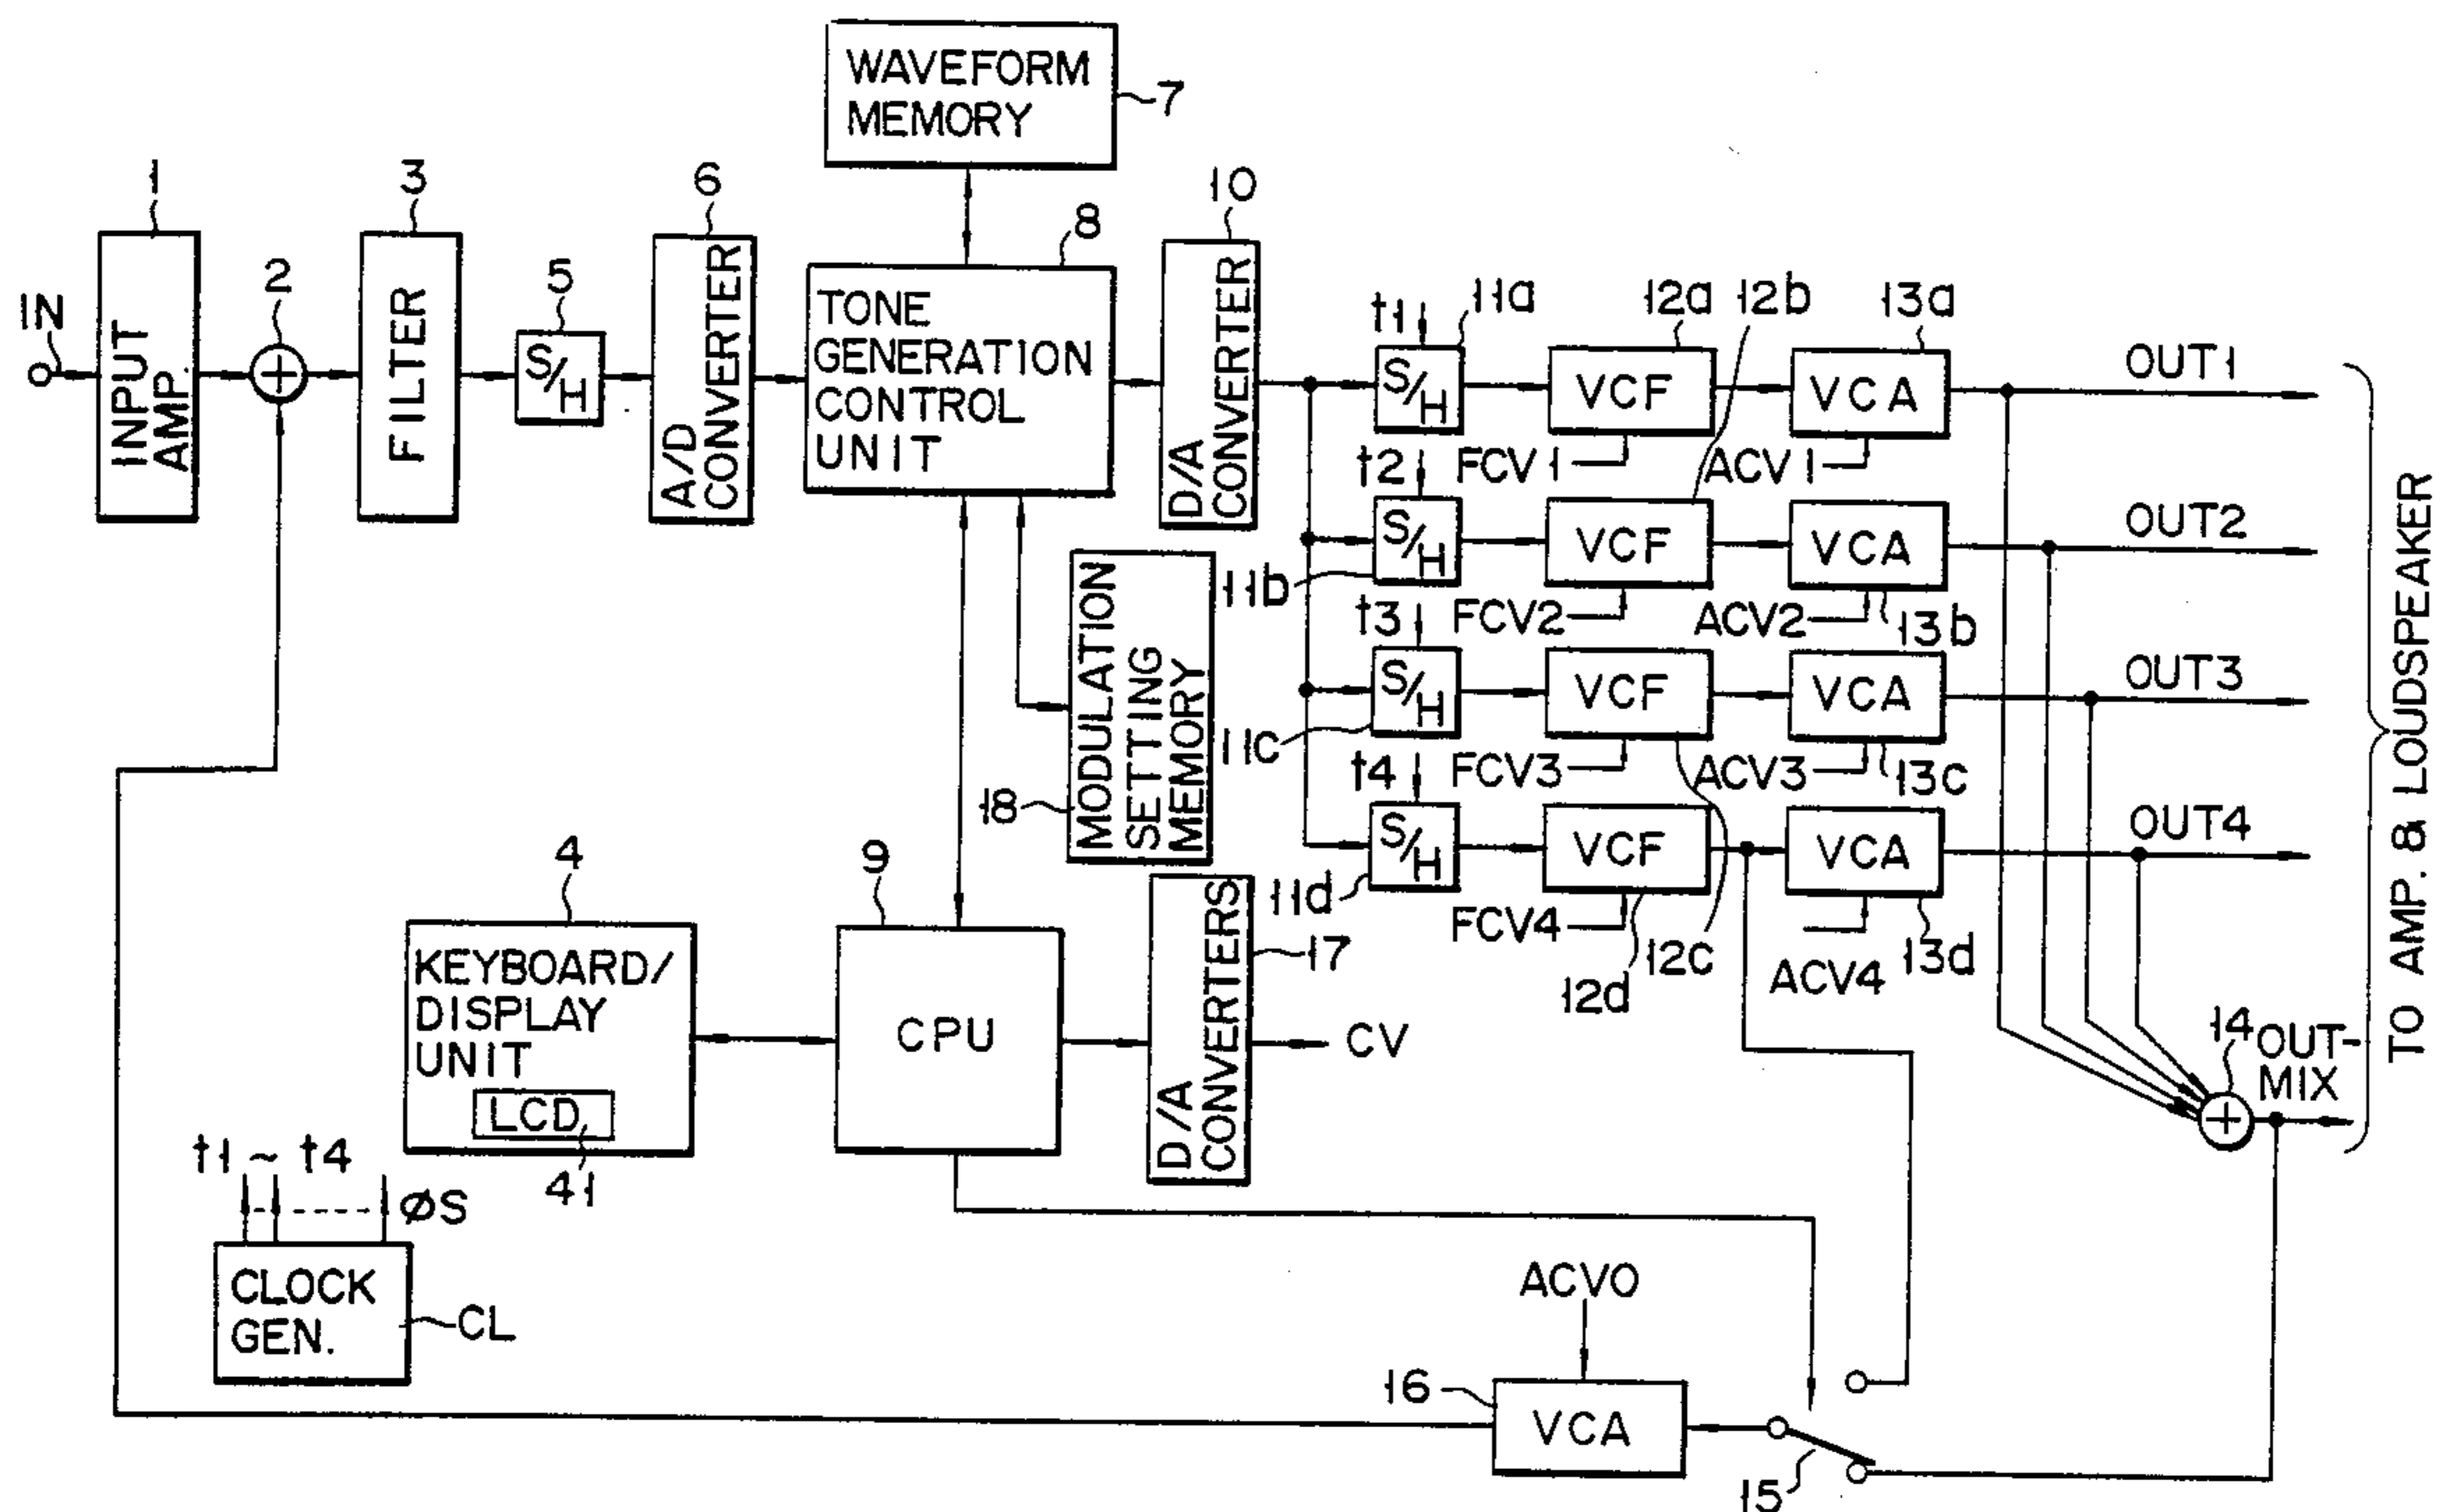 WAVEFORM
MEMORY
7
1
3
6
10
8
2
5
IN
INPUT
AMP.
FILTER
S/H
A/D
CONVERTER
TONE
GENERATION
CONTROL
UNIT
D/A
CONVERTER
t1
11a
12a
12b
13a
S/H
VCF
VCA
OUT1
FCV1
ACV1
t2
S/H
VCF
VCA
OUT2
11b
FCV2
ACV2
13b
t3
S/H
VCF
VCA
OUT3
11c
FCV3
ACV3
13c
t4
S/H
VCF
VCA
OUT4
11d
FCV4
12d
12c
ACV4
13d
MODULATION
SETTING
MEMORY
18
4
9
KEYBOARD/
DISPLAY
UNIT
LCD
41
CPU
D/A
CONVERTERS
17
CV
14
OUT-
MIX
TO AMP. & LOUDSPEAKER
t1 ~ t4
ØS
CLOCK
GEN.
CL
ACV0
16
VCA
15